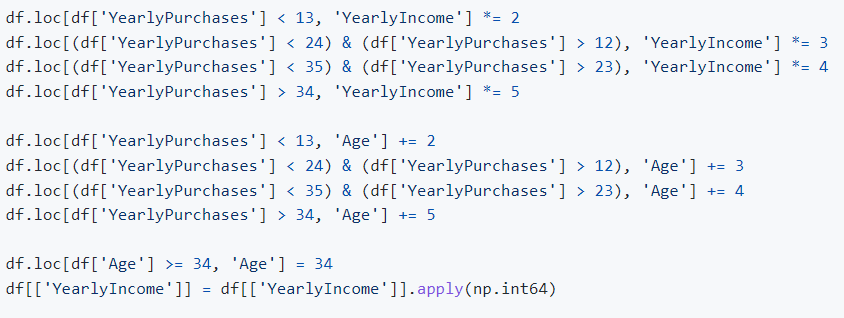 df.loc[df['YearlyPurchases'] < 13, 'YearlyIncome'] *= 2
df.loc[(df['YearlyPurchases'] < 24) & (df['YearlyPurchases'] > 12), 'YearlyIncome'] *= 3
df.loc[(df['YearlyPurchases'] < 35) & (df['YearlyPurchases'] > 23), 'YearlyIncome'] *= 4
df.loc[df['YearlyPurchases'] > 34, 'YearlyIncome'] *= 5
df.loc[df['YearlyPurchases'] < 13, 'Age'] += 2
df.loc[(df['YearlyPurchases'] < 24) & (df['YearlyPurchases'] > 12), 'Age'] += 3
df.loc[(df['YearlyPurchases'] < 35) & (df['YearlyPurchases'] > 23), 'Age'] += 4
df.loc[df['YearlyPurchases'] > 34, 'Age'] += 5
df.loc[df['Age'] >= 34, 'Age'] = 34
df[['YearlyIncome']] = df[['YearlyIncome']].apply(np.int64)